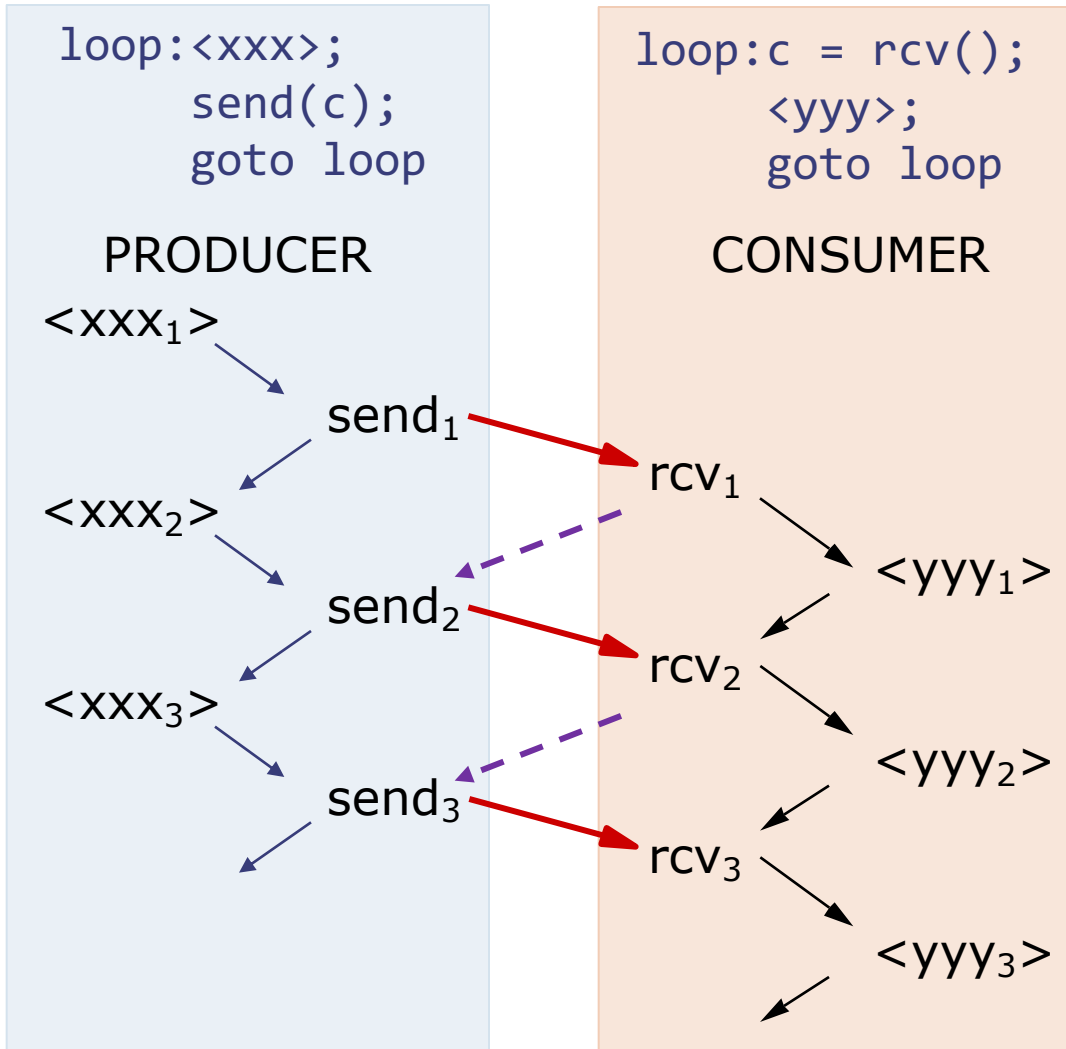 loop:<xxx>;
send(c);
goto loop
PRODUCER
<xxx₁>
send₁
<xxx₂>
send₂
<xxx₃>
send₃
loop:c = rcv();
<yyy>;
goto loop
CONSUMER
rcv₁
<yyy₁>
rcv₂
<yyy₂>
rcv₃
<yyy₃>